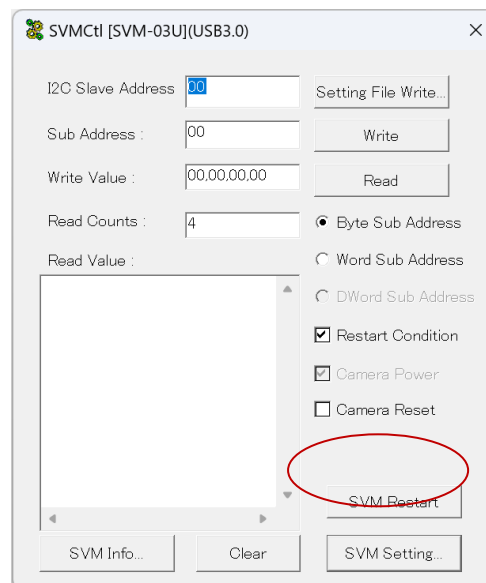 SVMCtl [SVM-03U](USB3.0)
I2C Slave Address 00 Setting File Write...
Sub Address : 00 Write
Write Value : 00,00,00,00 Read
Read Counts : 4 Byte Sub Address
Read Value : Word Sub Address
DWord Sub Address
Restart Condition
Camera Power
Camera Reset
SVM Restart
SVM Info... Clear SVM Setting...